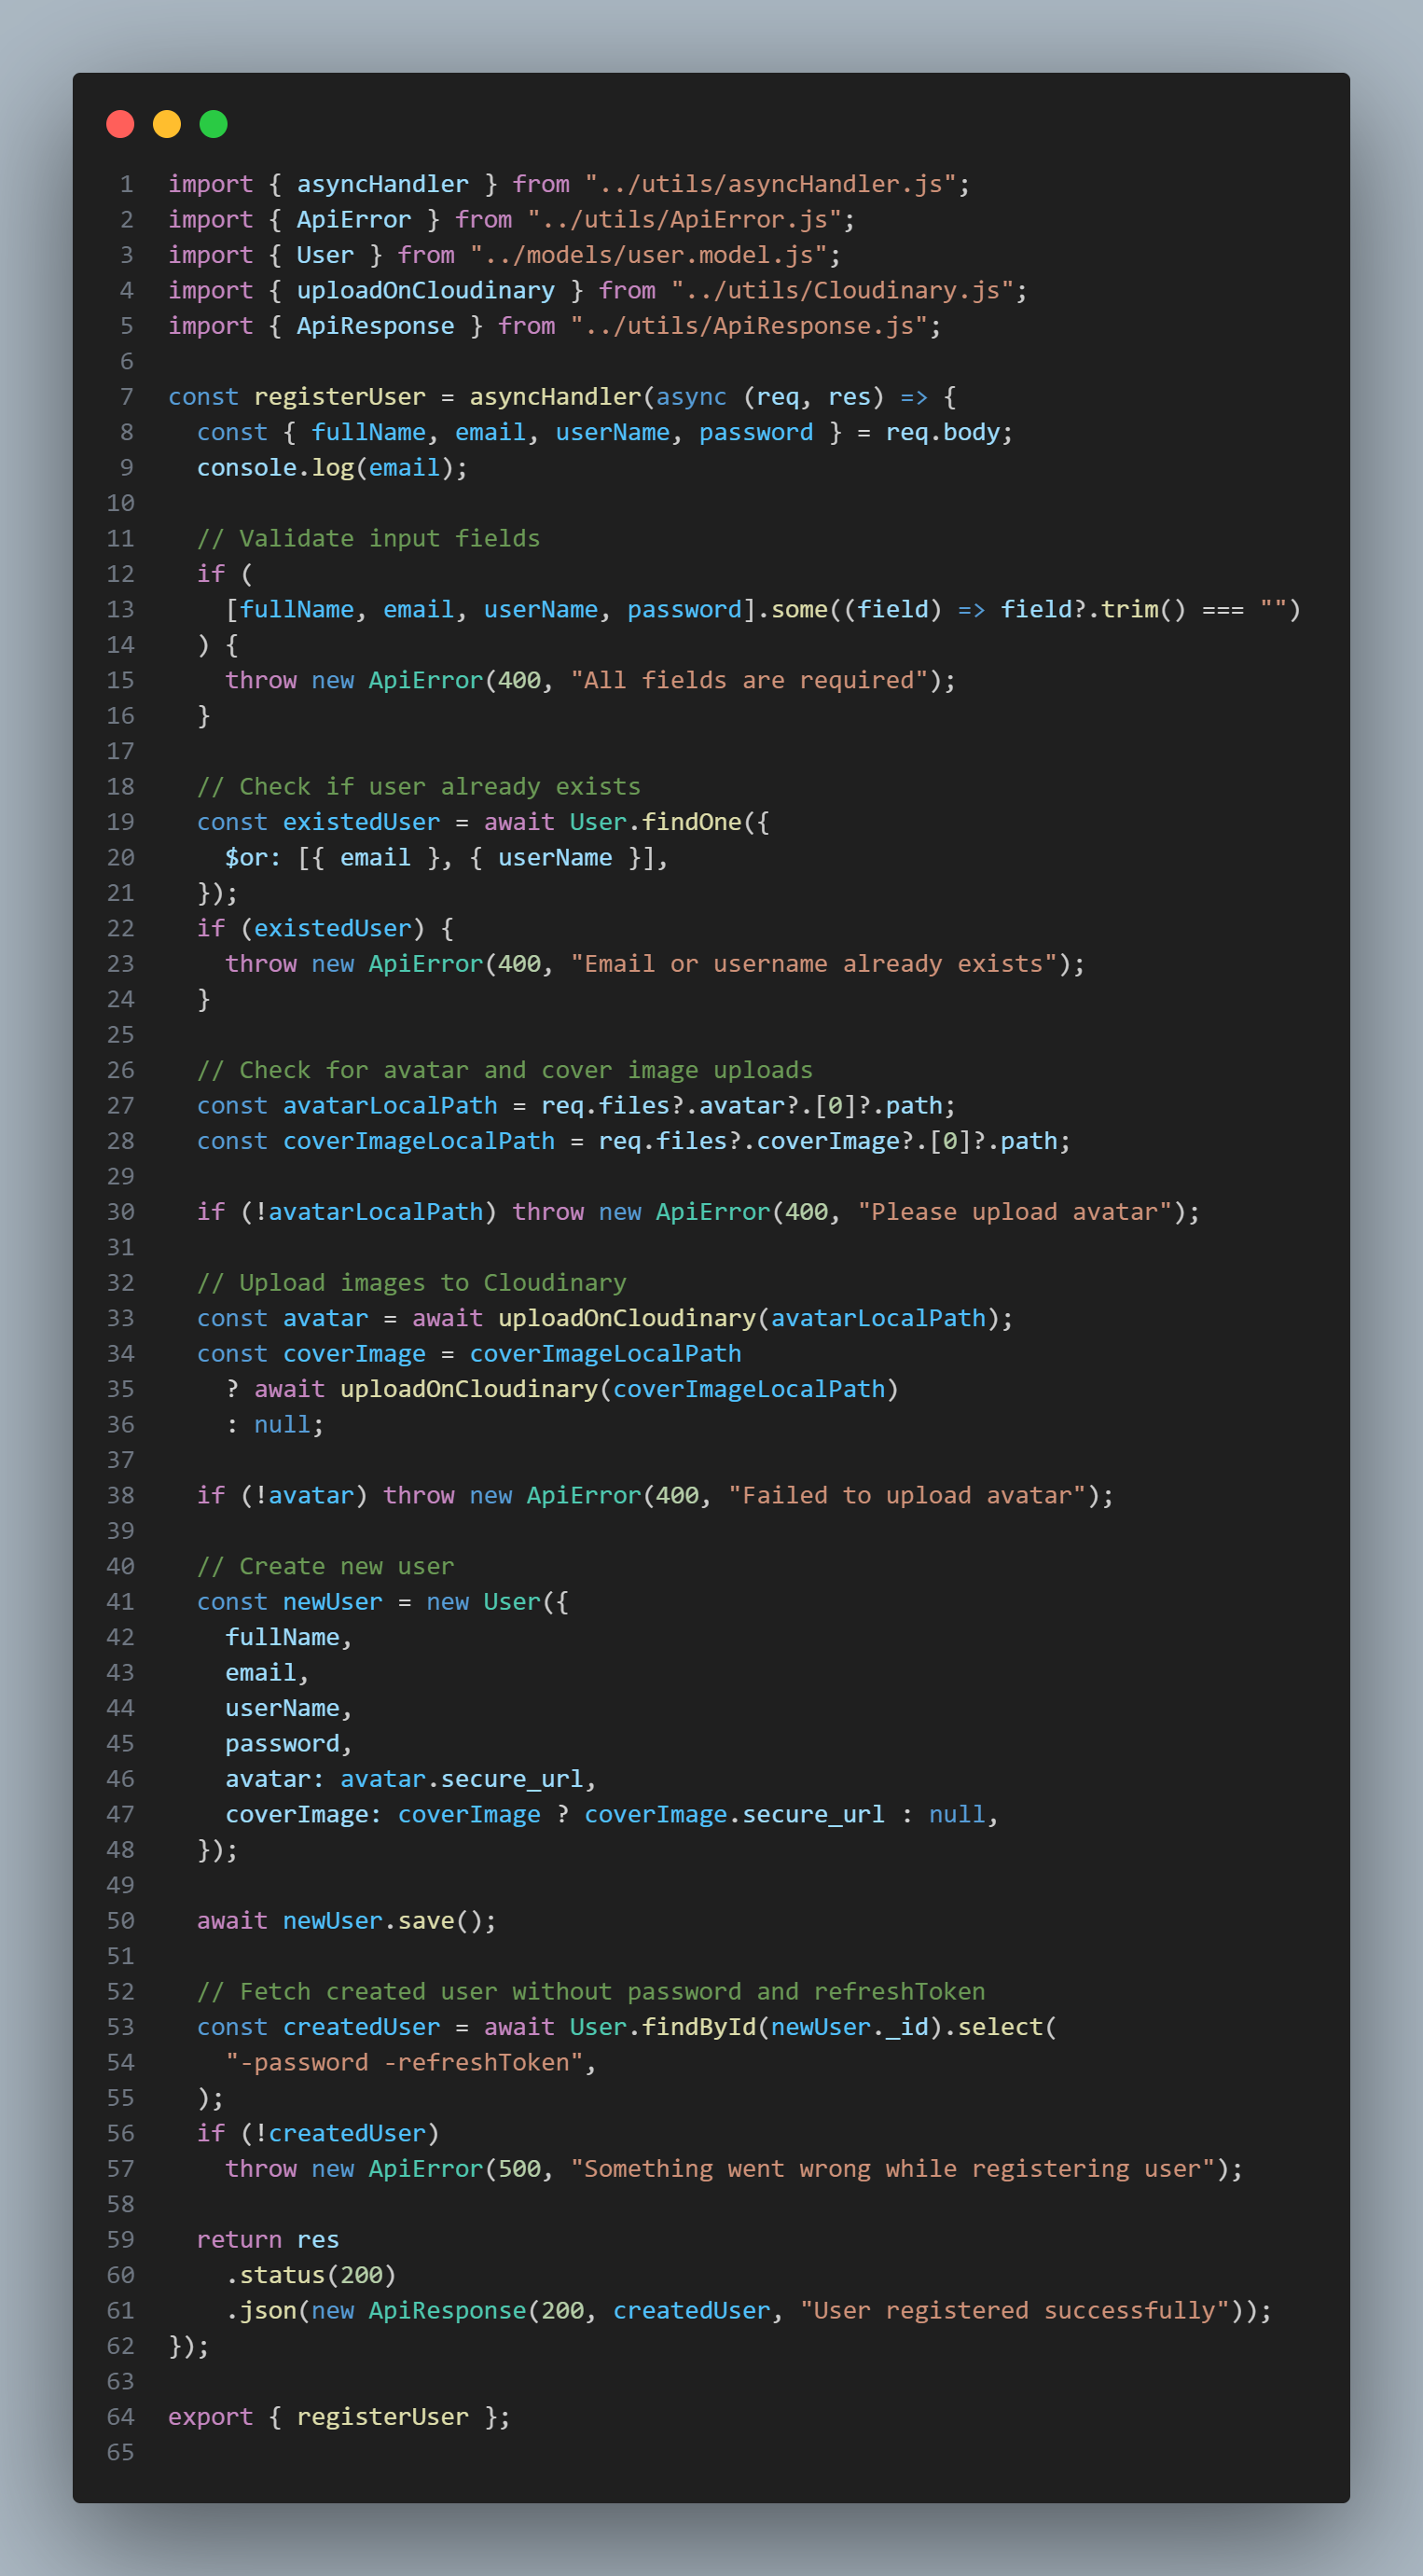 1 import { asyncHandler } from "../utils/asyncHandler.js";
2 import { ApiError } from "../utils/ApiError.js";
3 import { User } from "../models/user.model.js";
4 import { uploadOnCloudinary } from "../utils/Cloudinary.js";
5 import { ApiResponse } from "../utils/ApiResponse.js";
6
7 const registerUser = asyncHandler(async (req, res) => {
8   const { fullName, email, userName, password } = req.body;
9   console.log(email);
10
11   // Validate input fields
12   if (
13     [fullName, email, userName, password].some((field) => field?.trim() === "")
14   ) {
15     throw new ApiError(400, "All fields are required");
16   }
17
18   // Check if user already exists
19   const existedUser = await User.findOne({
20     $or: [{ email }, { userName }],
21   });
22   if (existedUser) {
23     throw new ApiError(400, "Email or username already exists");
24   }
25
26   // Check for avatar and cover image uploads
27   const avatarLocalPath = req.files?.avatar?.[0]?.path;
28   const coverImageLocalPath = req.files?.coverImage?.[0]?.path;
29
30   if (!avatarLocalPath) throw new ApiError(400, "Please upload avatar");
31
32   // Upload images to Cloudinary
33   const avatar = await uploadOnCloudinary(avatarLocalPath);
34   const coverImage = coverImageLocalPath
35     ? await uploadOnCloudinary(coverImageLocalPath)
36     : null;
37
38   if (!avatar) throw new ApiError(400, "Failed to upload avatar");
39
40   // Create new user
41   const newUser = new User({
42     fullName,
43     email,
44     userName,
45     password,
46     avatar: avatar.secure_url,
47     coverImage: coverImage ? coverImage.secure_url : null,
48   });
49
50   await newUser.save();
51
52   // Fetch created user without password and refreshToken
53   const createdUser = await User.findById(newUser._id).select(
54     "-password -refreshToken",
55   );
56   if (!createdUser)
57     throw new ApiError(500, "Something went wrong while registering user");
58
59   return res
60     .status(200)
61     .json(new ApiResponse(200, createdUser, "User registered successfully"));
62 });
63
64 export { registerUser };
65